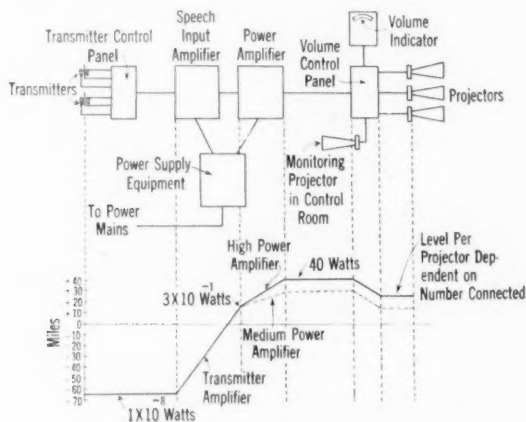 Transmitter Control
Panel
Transmitters
Speech
Input
Amplifier
Power
Amplifier
Volume
Indicator
Volume
Control
Panel
Projectors
Power Supply
Equipment
Monitoring
Projector
in Control
Room
To Power
Mains
High Power
Amplifier
40 Watts
Level Per
Projector Dep-
endent on
Number Connected
3X10⁻¹ Watts
Medium Power
Amplifier
Transmitter
Amplifier
1X10⁻⁸ Watts
Miles
+40
+30
+20
+10
0
10
20
30
40
50
60
-70